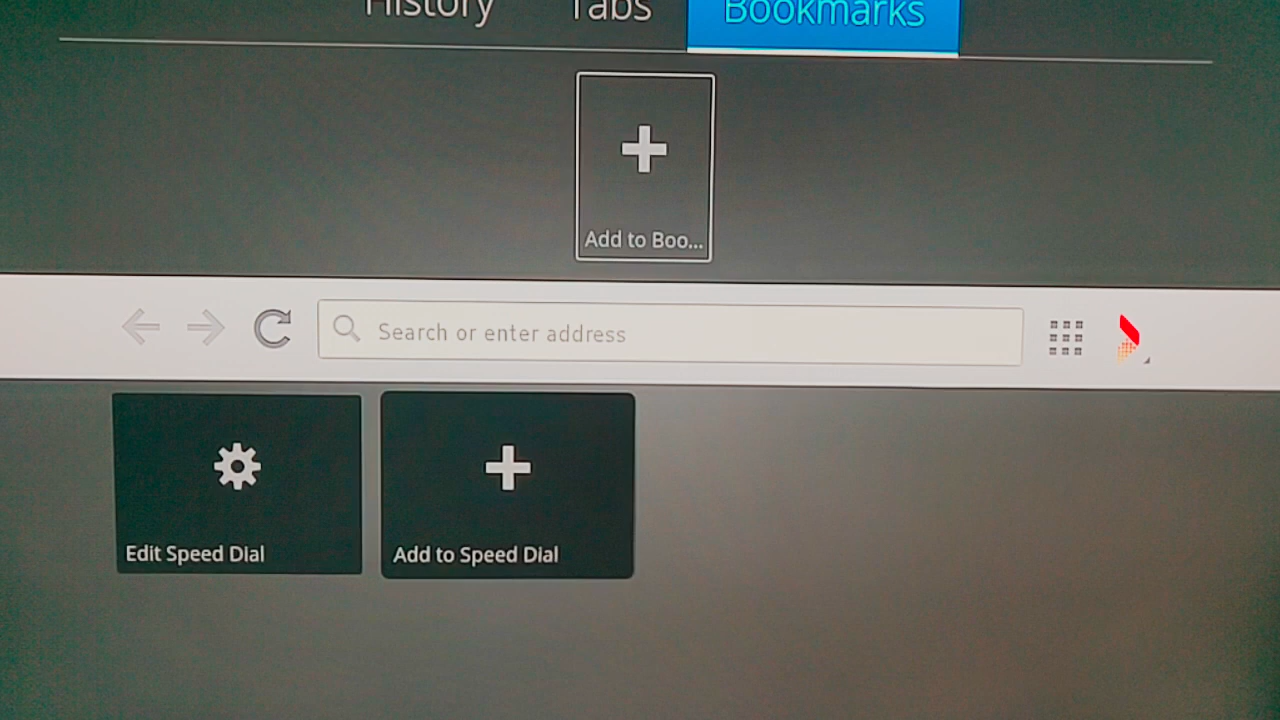 History Tabs Bookmarks
Add to Boo...
Search or enter address
Edit Speed Dial
Add to Speed Dial